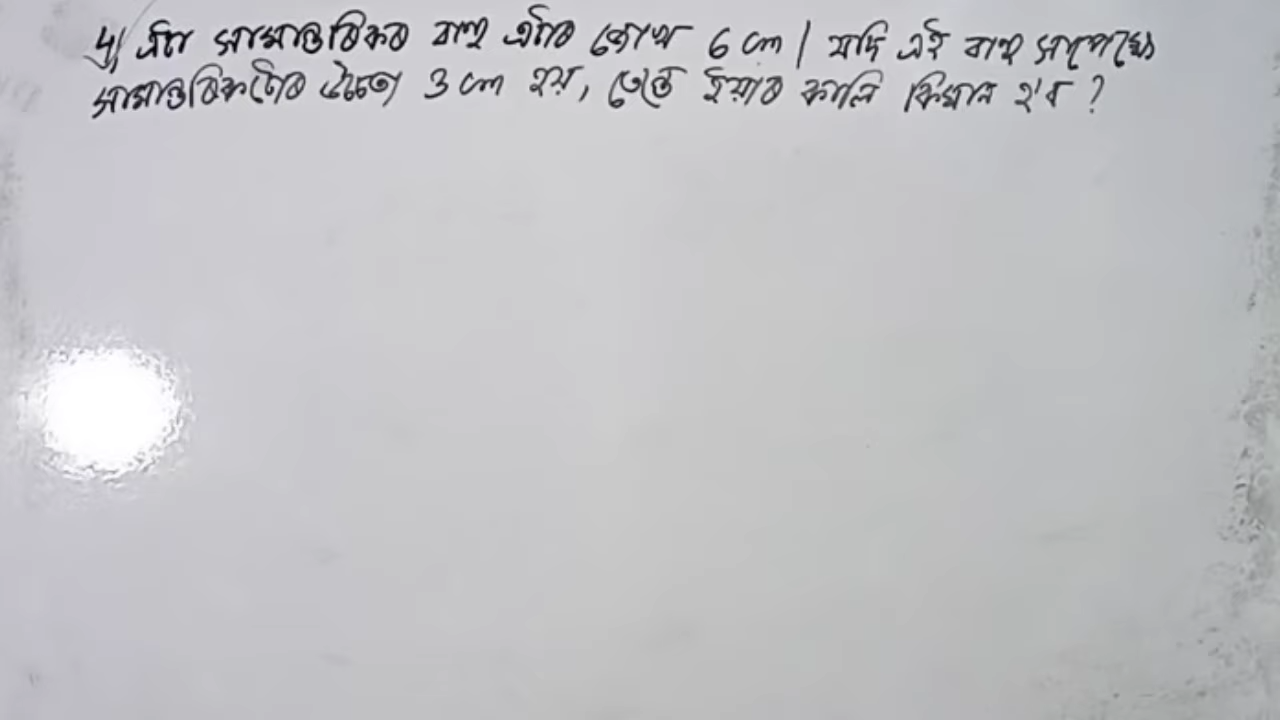 4) এটা সামান্তৰিকৰ বাহু এটাৰ জোখ 6 cm। যদি এই বাহু সাপেক্ষে
সামান্তৰিকটোৰ উচ্চতা 3 cm হয়, তেন্তে ইয়াৰ কালি কিমান হ'ব ?